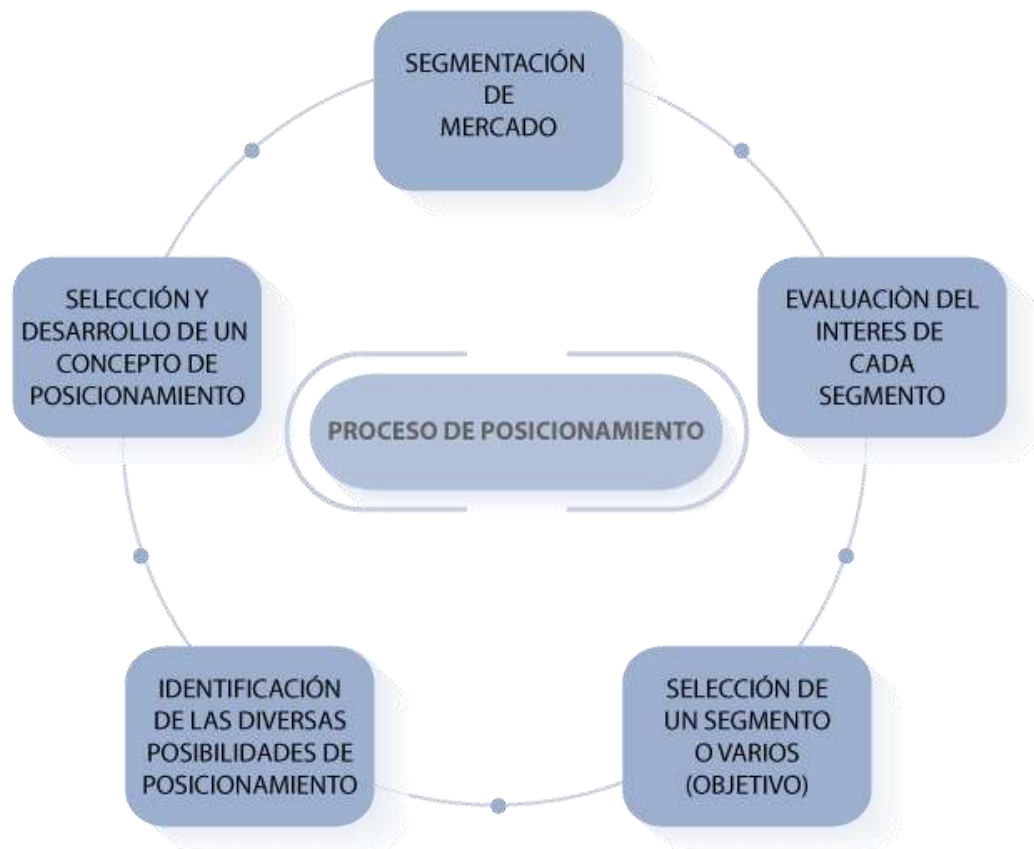 SEGMENTACIÓN
DE
MERCADO
EVALUACIÒN DEL
INTERES DE
CADA
SEGMENTO
SELECCIÓN DE
UN SEGMENTO
O VARIOS
(OBJETIVO)
IDENTIFICACIÓN
DE LAS DIVERSAS
POSIBILIDADES DE
POSICIONAMIENTO
SELECCIÓN Y
DESARROLLO DE UN
CONCEPTO DE
POSICIONAMIENTO
PROCESO DE POSICIONAMIENTO